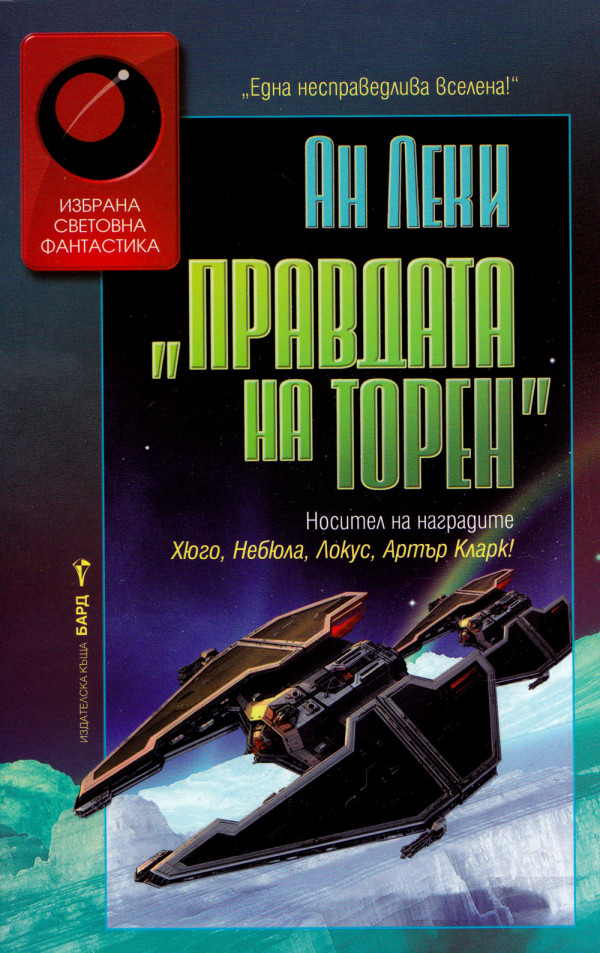 „Една несправедлива вселена!“
ИЗБРАНА
СВЕТОВНА
ФАНТАСТИКА
АН ЛЕКИ
„ПРАВДАТА
НА ТОРЕН"
Носител на наградите
Хюго, Небюла, Локус, Артър Кларк!
ИЗДАТЕЛСКА КЪЩА БАРД